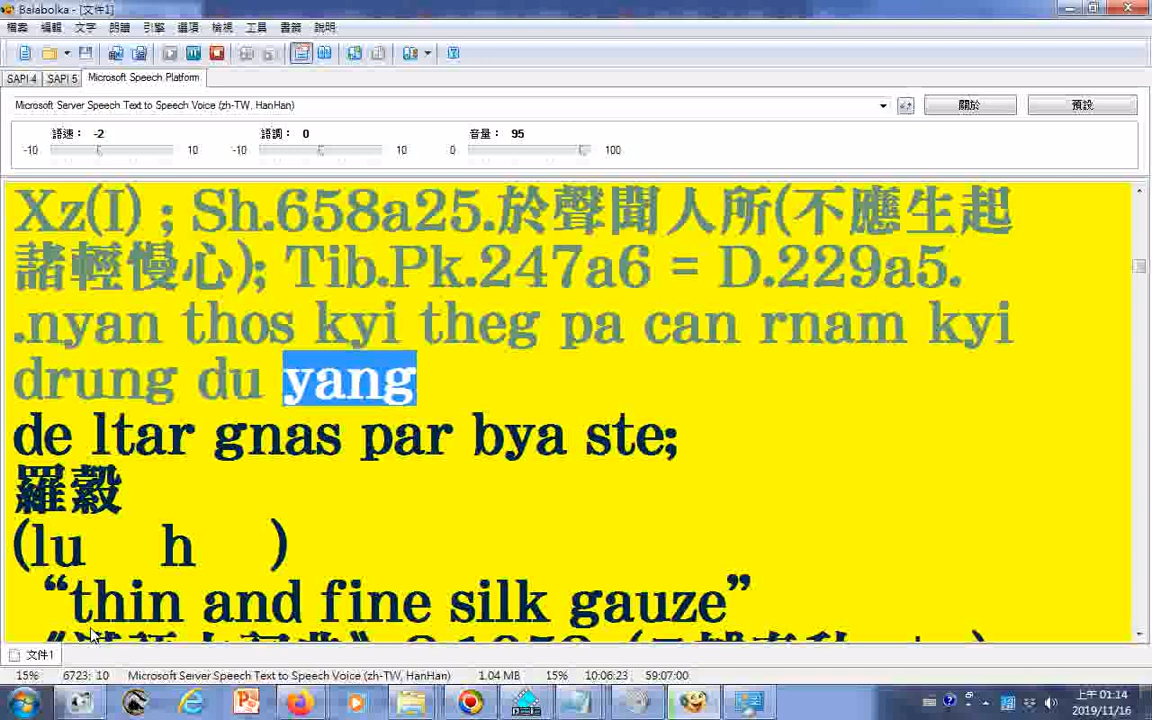 Balabolka - [文件1]
檔案 編輯 文字 朗讀 引擎 選項 檢視 工具 書籤 說明
SAPI 4 SAPI 5 Microsoft Speech Platform
Microsoft Server Speech Text to Speech Voice (zh-TW, HanHan) 關於 預設
語速： -2 語調： 0 音量： 95
-10 10 -10 10 0 100
Xz(I) ; Sh.658a25.於聲聞人所(不應生起
諸輕慢心); Tib.Pk.247a6 = D.229a5.
.nyan thos kyi theg pa can rnam kyi
drung du yang
de ltar gnas par bya ste;
羅縠
(lu h )
“thin and fine silk gauze”
文件1
15% 6723: 10 Microsoft Server Speech Text to Speech Voice (zh-TW, HanHan) 1.04 MB 15% 10:06:23 59:07:00
上午 01:14
2019/11/16